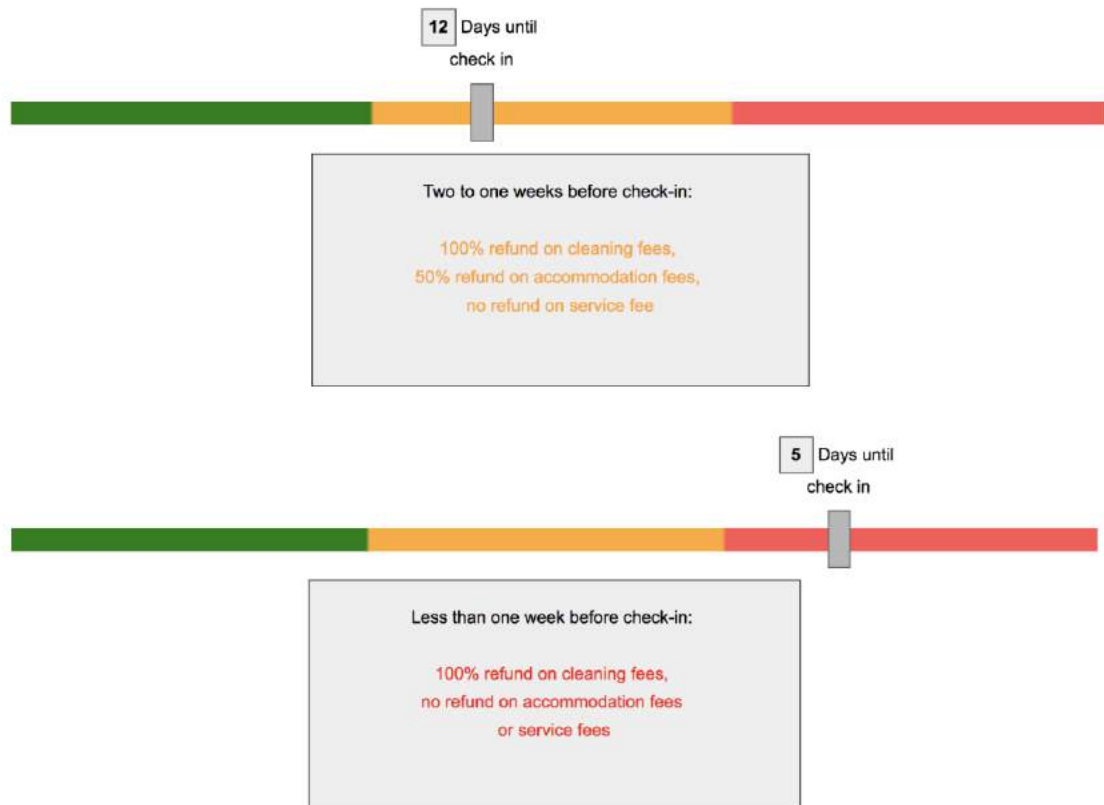 12 Days until
check in
Two to one weeks before check-in:
100% refund on cleaning fees,
50% refund on accommodation fees,
no refund on service fee
5 Days until
check in
Less than one week before check-in:
100% refund on cleaning fees,
no refund on accommodation fees
or service fees